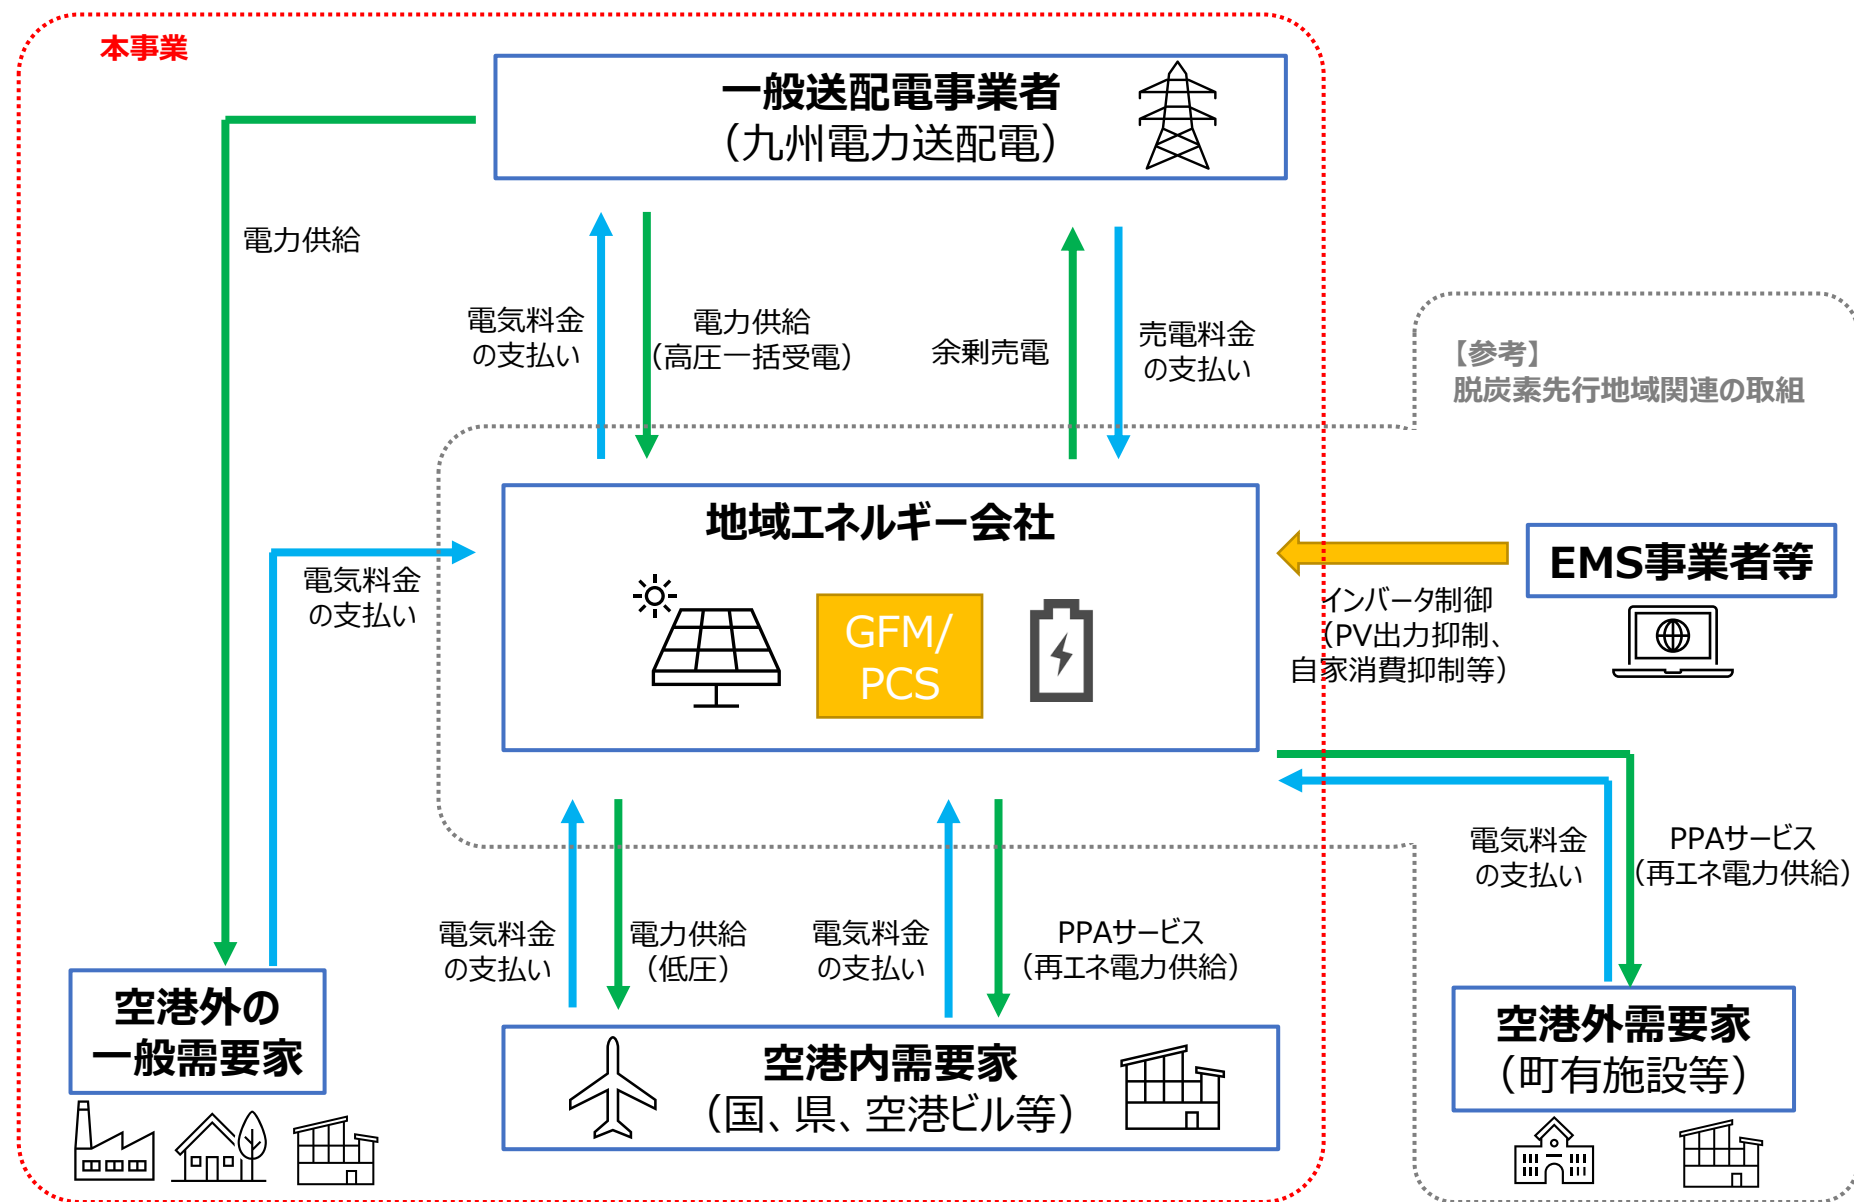 本事業
一般送配電事業者
（九州電力送配電）
電力供給
電気料金
の支払い
電力供給
（高圧一括受電）
余剰売電
売電料金
の支払い
【参考】
脱炭素先行地域関連の取組
地域エネルギー会社
GFM/
PCS
EMS事業者等
インバータ制御
（PV出力抑制、
自家消費抑制等）
電気料金
の支払い
電気料金
の支払い
電力供給
（低圧）
電気料金
の支払い
PPAサービス
（再エネ電力供給）
電気料金
の支払い
PPAサービス
（再エネ電力供給）
空港外の
一般需要家
空港内需要家
（国、県、空港ビル等）
空港外需要家
（町有施設等）